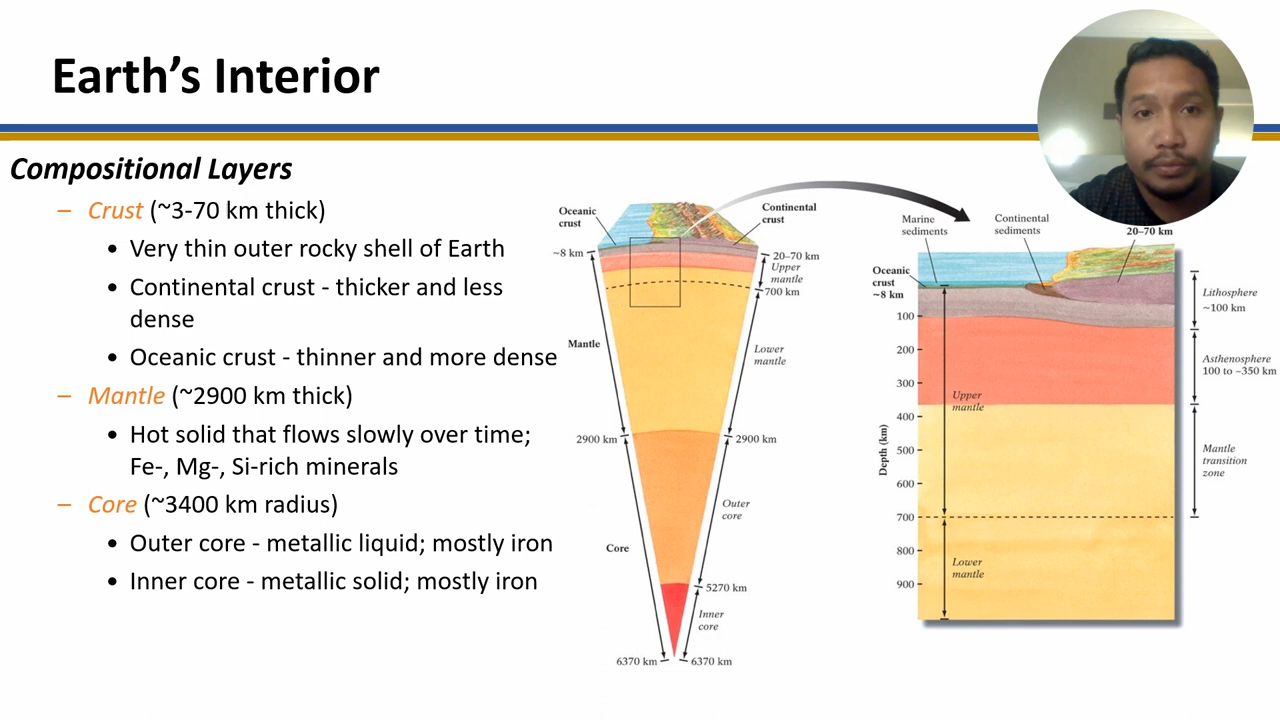 Earth's Interior
Compositional Layers
– Crust (~3-70 km thick)
• Very thin outer rocky shell of Earth
• Continental crust - thicker and less
dense
• Oceanic crust - thinner and more dense
– Mantle (~2900 km thick)
• Hot solid that flows slowly over time;
Fe-, Mg-, Si-rich minerals
– Core (~3400 km radius)
• Outer core - metallic liquid; mostly iron
• Inner core - metallic solid; mostly iron
Oceanic
crust
Continental
crust
~8 km
20–70 km
Upper
mantle
700 km
Mantle
Lower
mantle
2900 km
2900 km
Outer
core
Core
5270 km
Inner
core
6370 km
6370 km
Marine
sediments
Continental
sediments
20–70 km
Oceanic
crust
~8 km
Lithosphere
~100 km
100
200
300
400
500
600
700
800
900
Depth (km)
Asthenosphere
100 to ~350 km
Upper
mantle
Mantle
transition
zone
Lower
mantle